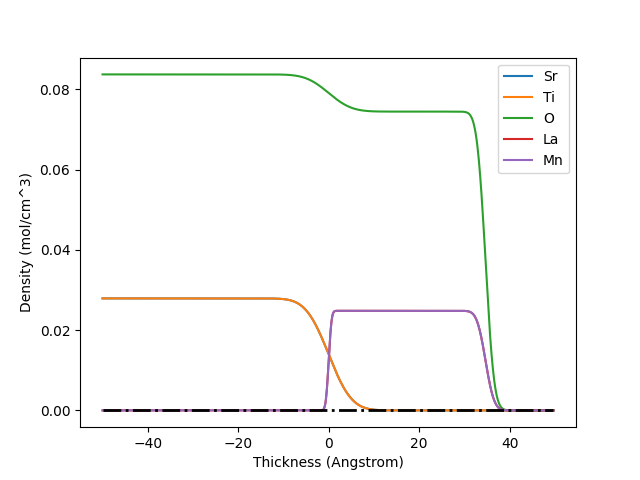 0.08
0.06
0.04
0.02
0.00
Density (mol/cm^3)
−40
−20
0
20
40
Thickness (Angstrom)
Sr
Ti
O
La
Mn